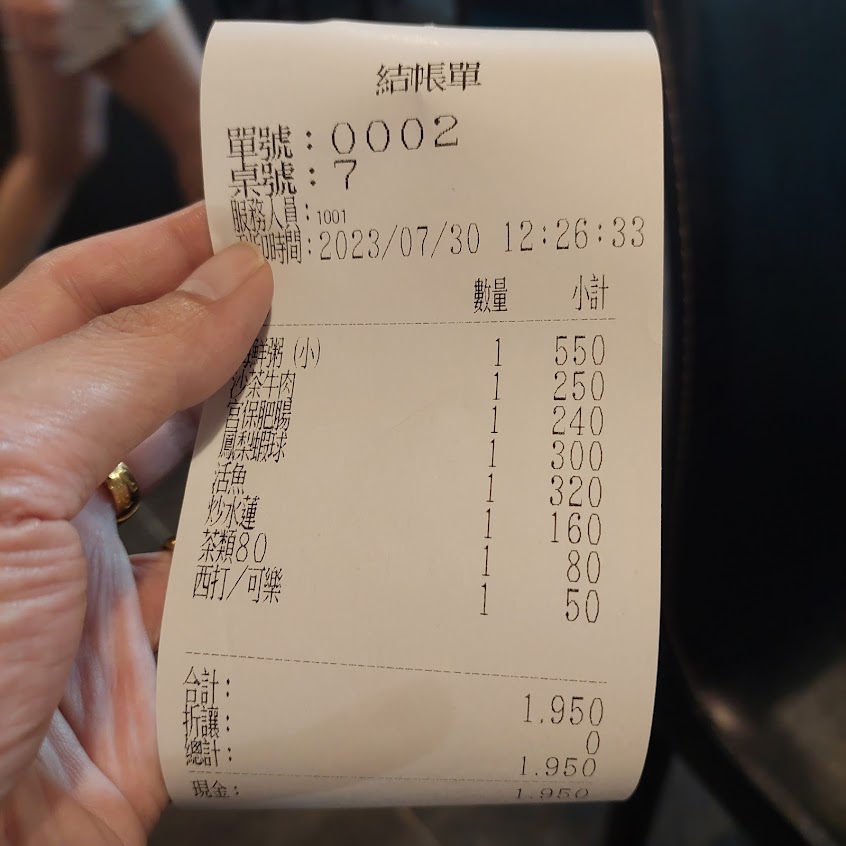 結帳單
單號：0002
桌號：7
服務人員：1001
印時間：2023/07/30 12:26:33
數量 小計
鮮粥（小） 1 550
沙茶牛肉 1 250
宮保肥腸 1 240
鳳梨蝦球 1 300
活魚 1 320
炒水蓮 1 160
茶類80 1 80
西打/可樂 1 50
合計： 1.950
折讓： 0
總計： 1.950
現金： 1.950